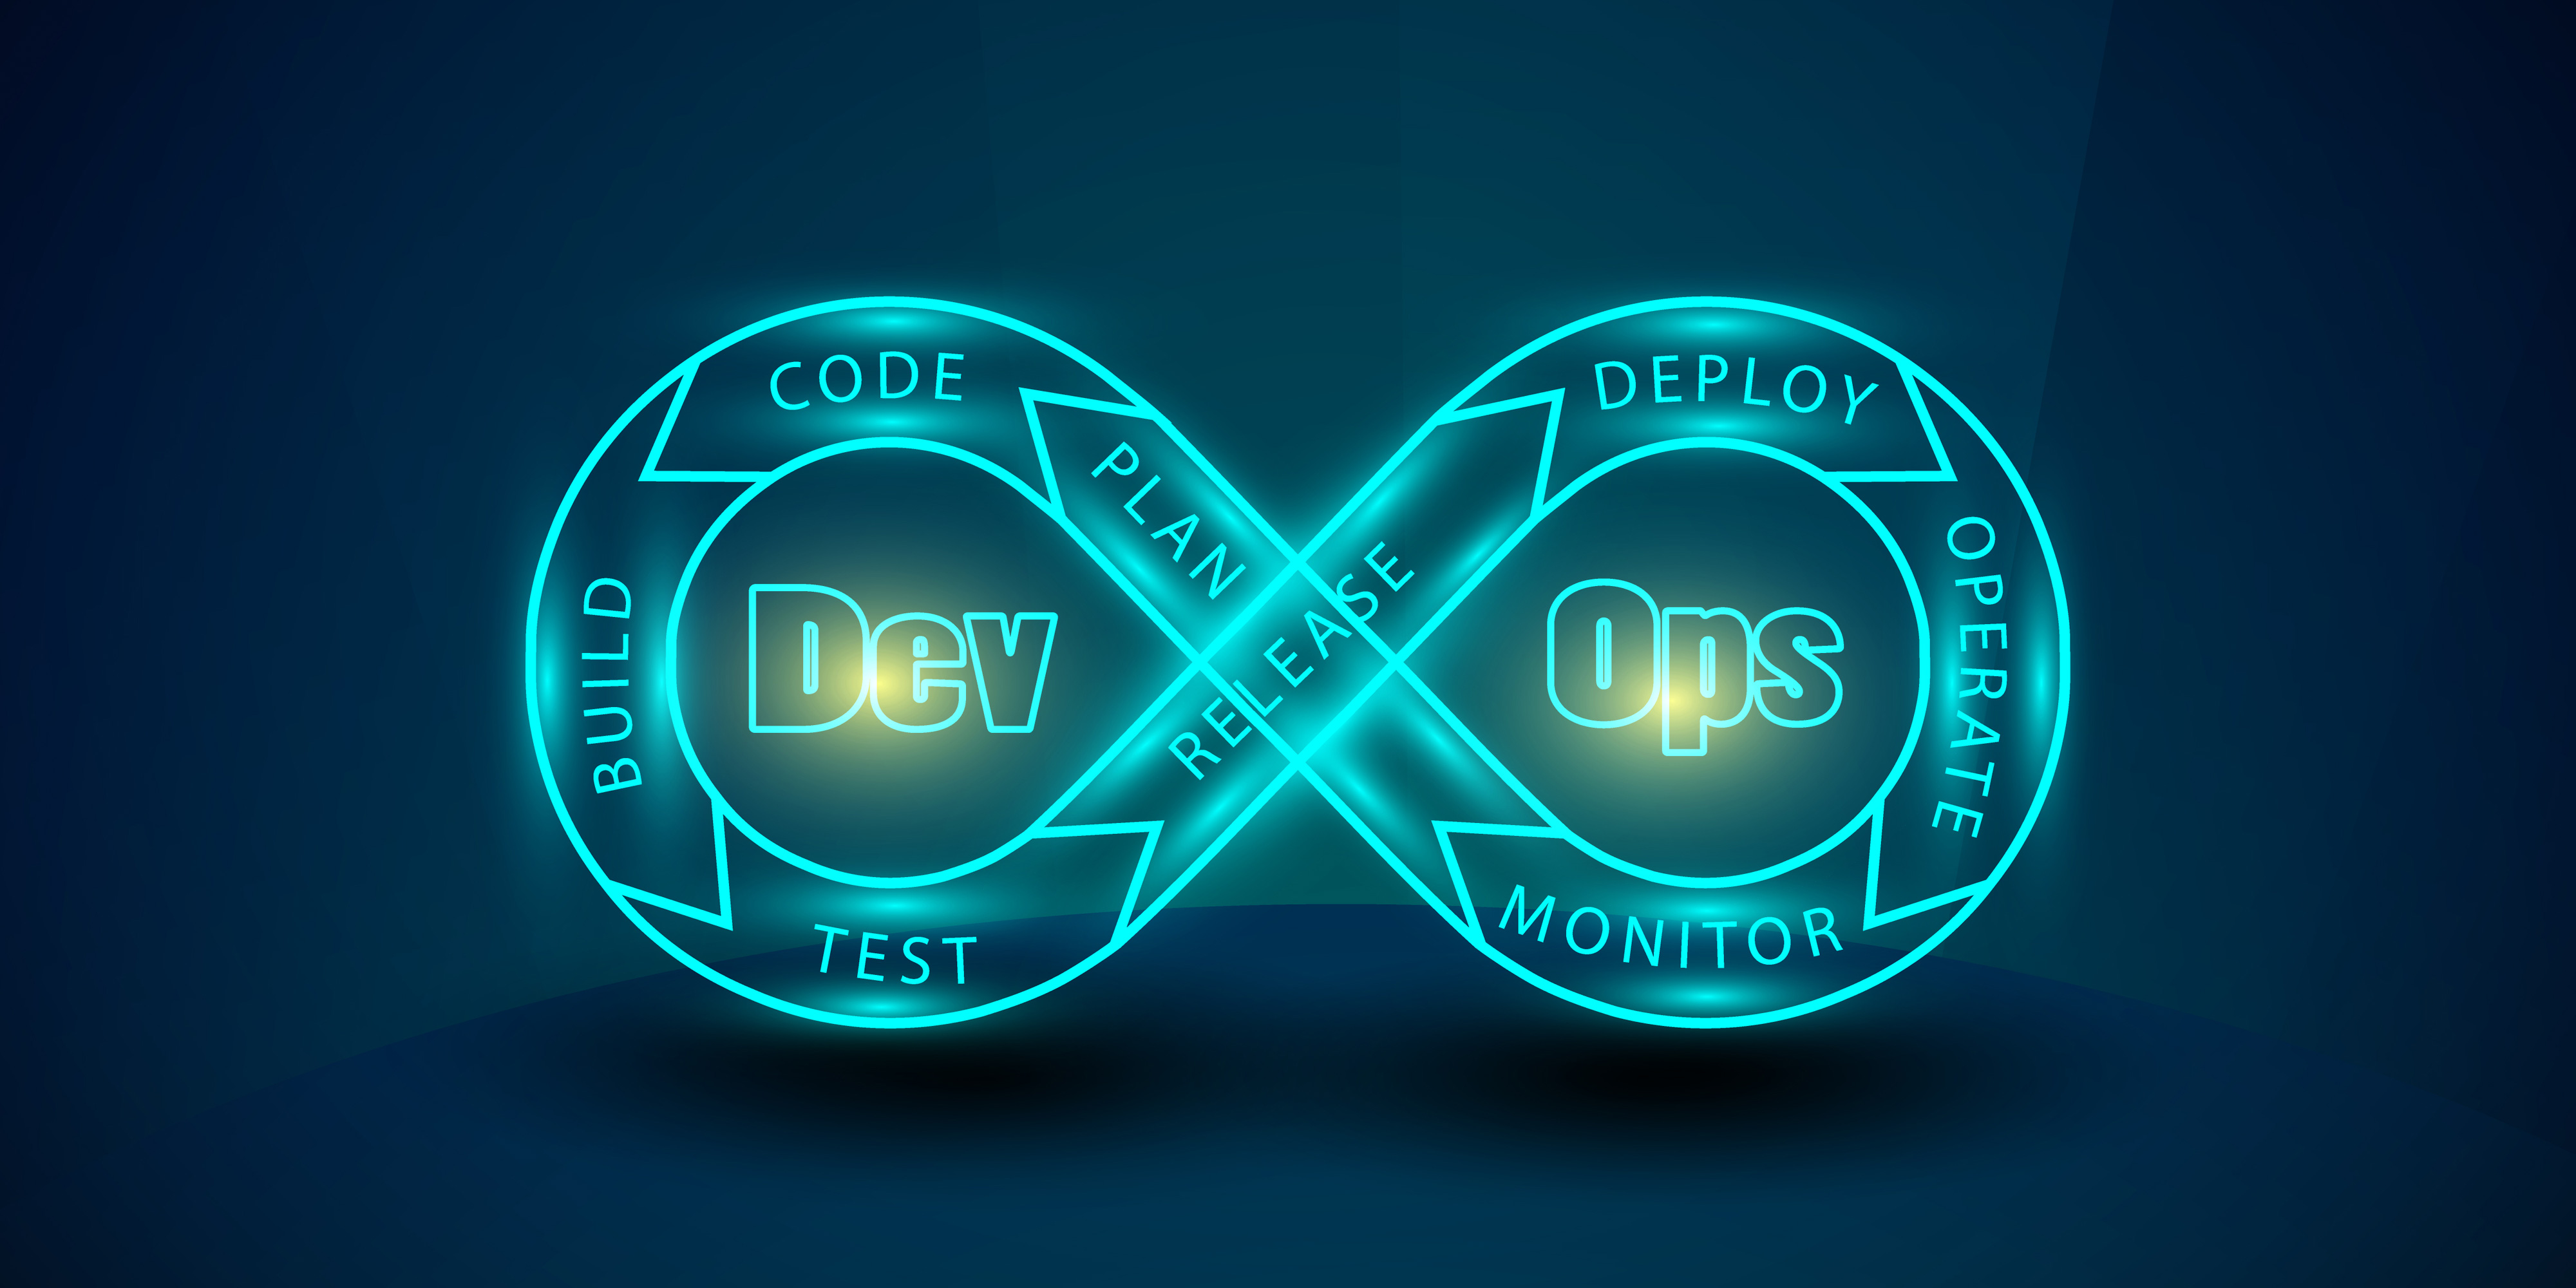 PLAN
CODE
BUILD
TEST
RELEASE
DEPLOY
OPERATE
MONITOR
Dev
Ops